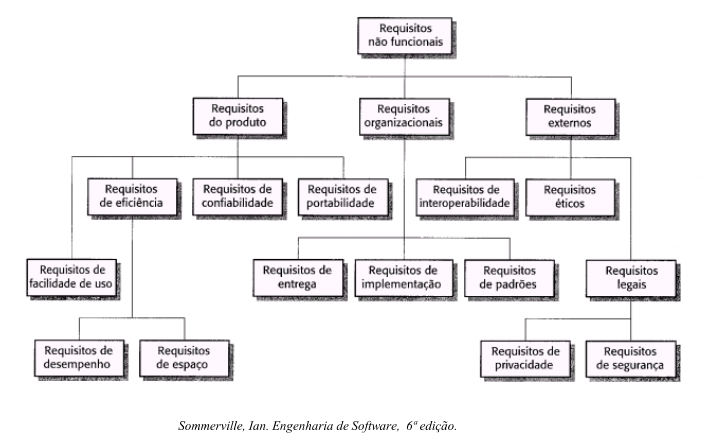 Requisitos
não funcionais
Requisitos
do produto
Requisitos
organizacionais
Requisitos
externos
Requisitos
de eficiência
Requisitos de
confiabilidade
Requisitos de
portabilidade
Requisitos de
interoperabilidade
Requisitos
éticos
Requisitos de
facilidade de uso
Requisitos de
entrega
Requisitos de
implementação
Requisitos
de padrões
Requisitos
legais
Requisitos de
desempenho
Requisitos
de espaço
Requisitos de
privacidade
Requisitos
de segurança
Sommerville, Ian. Engenharia de Software, 6ª edição.